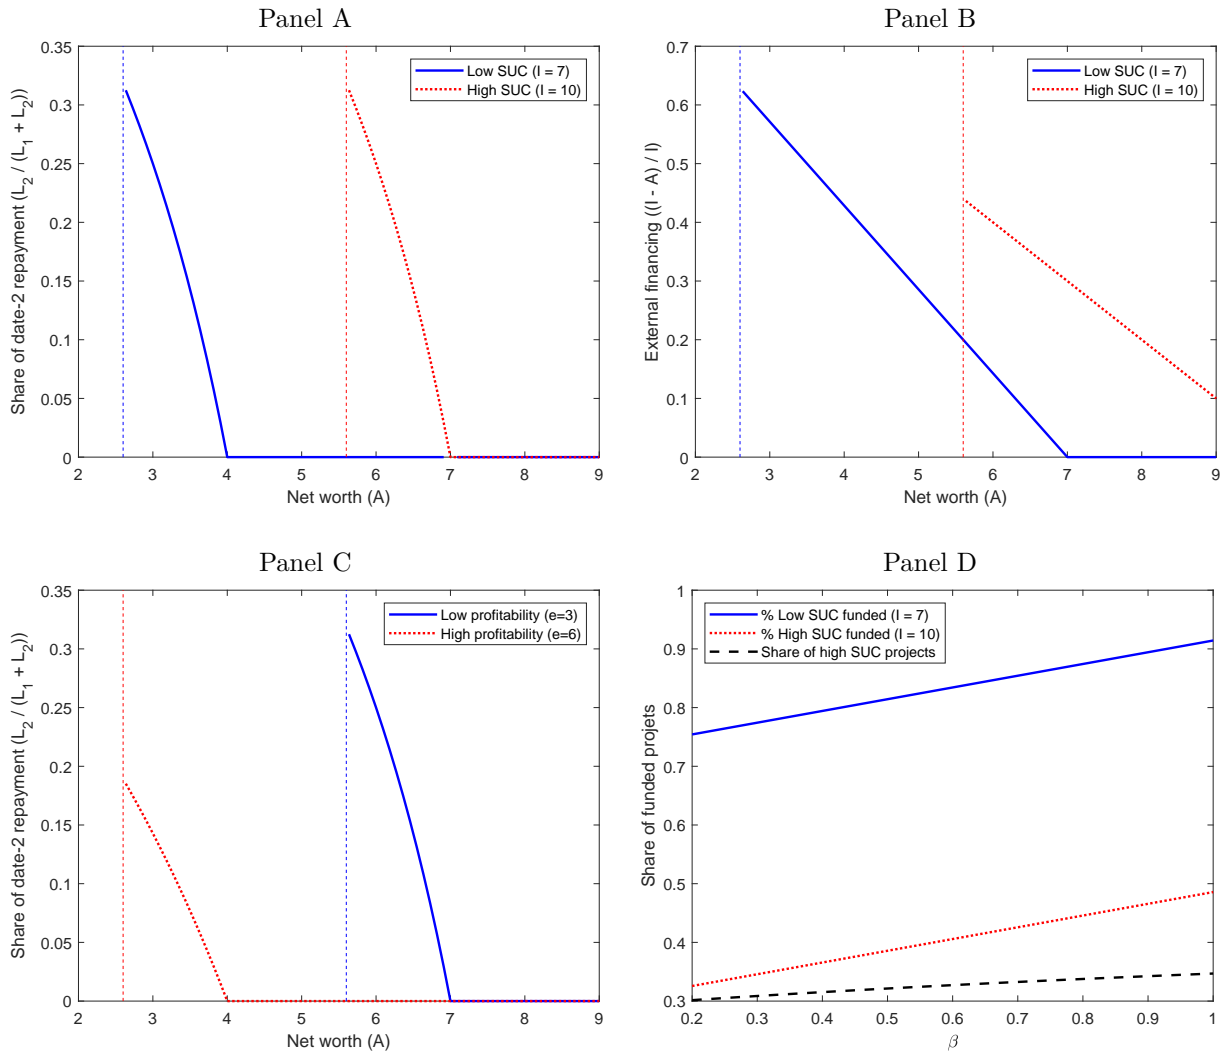 Panel A
Share of date-2 repayment (L2 / (L1 + L2))
0.35
0.3
0.25
0.2
0.15
0.1
0.05
0
Low SUC (I = 7)
High SUC (I = 10)
2 3 4 5 6 7 8 9
Net worth (A)
Panel B
External financing ((I - A) / I)
0.7
0.6
0.5
0.4
0.3
0.2
0.1
0
Low SUC (I = 7)
High SUC (I = 10)
2 3 4 5 6 7 8 9
Net worth (A)
Panel C
Share of date-2 repayment (L2 / (L1 + L2))
0.35
0.3
0.25
0.2
0.15
0.1
0.05
0
Low profitability (e=3)
High profitability (e=6)
2 3 4 5 6 7 8 9
Net worth (A)
Panel D
Share of funded projets
1
0.9
0.8
0.7
0.6
0.5
0.4
0.3
% Low SUC funded (I = 7)
% High SUC funded (I = 10)
Share of high SUC projects
0.2 0.3 0.4 0.5 0.6 0.7 0.8 0.9 1
β